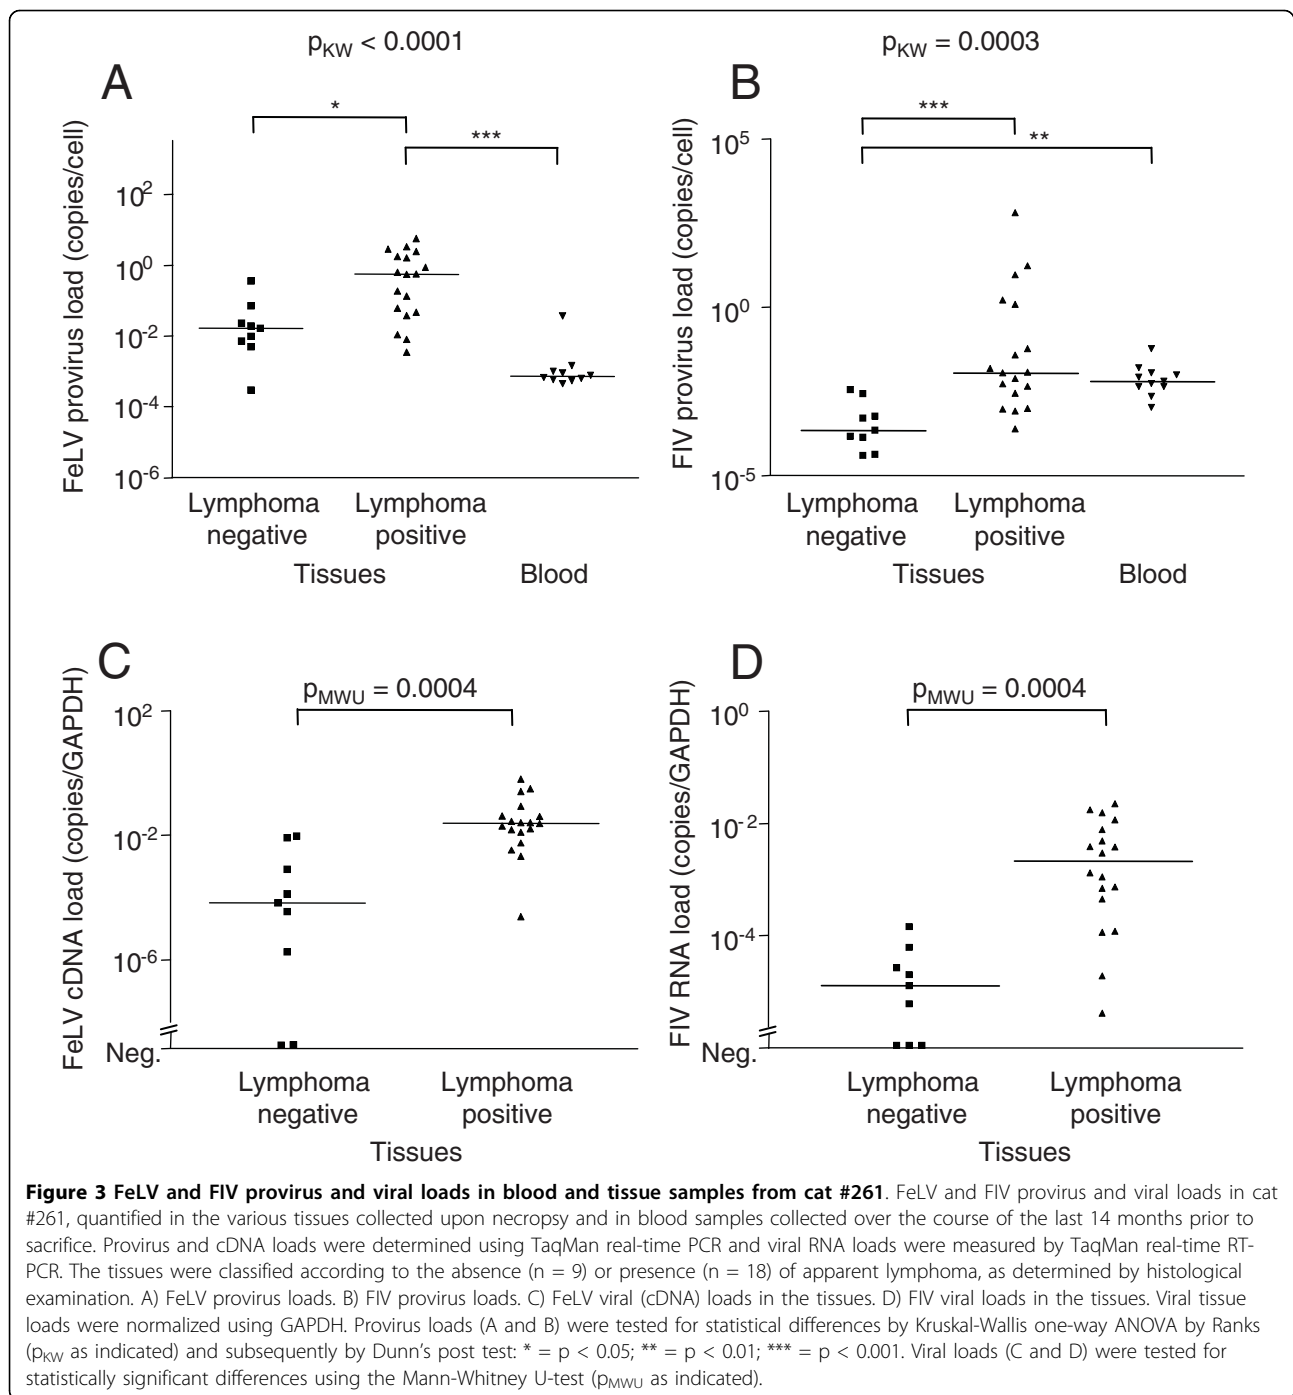 p_KW < 0.0001
A
*
***
FeLV provirus load (copies/cell)
10^2
10^0
10^-2
10^-4
10^-6
Lymphoma negative
Lymphoma positive
Tissues
Blood
p_KW = 0.0003
B
***
**
FIV provirus load (copies/cell)
10^5
10^0
10^-5
Lymphoma negative
Lymphoma positive
Tissues
Blood
C
p_MWU = 0.0004
FeLV cDNA load (copies/GAPDH)
10^2
10^-2
10^-6
Neg.
Lymphoma negative
Lymphoma positive
Tissues
D
p_MWU = 0.0004
FIV RNA load (copies/GAPDH)
10^0
10^-2
10^-4
Neg.
Lymphoma negative
Lymphoma positive
Tissues
Figure 3 FeLV and FIV provirus and viral loads in blood and tissue samples from cat #261. FeLV and FIV provirus and viral loads in cat
#261, quantified in the various tissues collected upon necropsy and in blood samples collected over the course of the last 14 months prior to
sacrifice. Provirus and cDNA loads were determined using TaqMan real-time PCR and viral RNA loads were measured by TaqMan real-time RT-
PCR. The tissues were classified according to the absence (n = 9) or presence (n = 18) of apparent lymphoma, as determined by histological
examination. A) FeLV provirus loads. B) FIV provirus loads. C) FeLV viral (cDNA) loads in the tissues. D) FIV viral loads in the tissues. Viral tissue
loads were normalized using GAPDH. Provirus loads (A and B) were tested for statistical differences by Kruskal-Wallis one-way ANOVA by Ranks
(p_KW as indicated) and subsequently by Dunn's post test: * = p < 0.05; ** = p < 0.01; *** = p < 0.001. Viral loads (C and D) were tested for
statistically significant differences using the Mann-Whitney U-test (p_MWU as indicated).